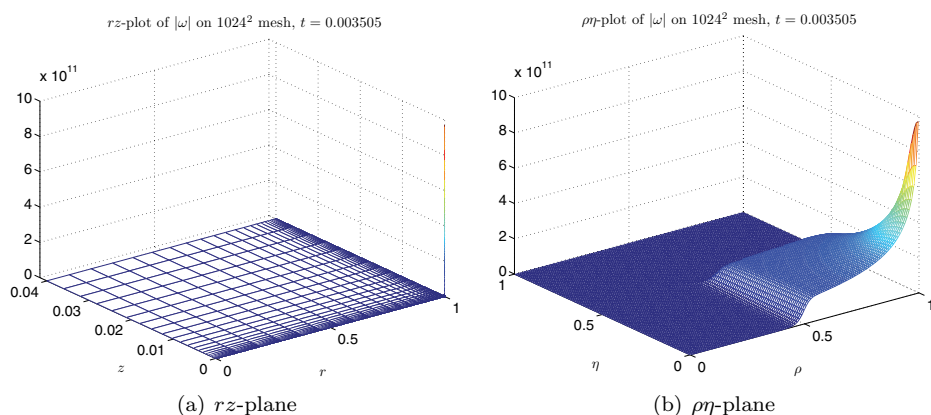 rz-plot of |ω| on 1024² mesh, t = 0.003505
x 10¹¹
10
8
6
4
2
0
0.04
0.03
0.02
0.01
0
z
0
0.5
1
r
(a) rz-plane
ρη-plot of |ω| on 1024² mesh, t = 0.003505
x 10¹¹
10
8
6
4
2
0
1
0.5
0
η
0
0.5
1
ρ
(b) ρη-plane